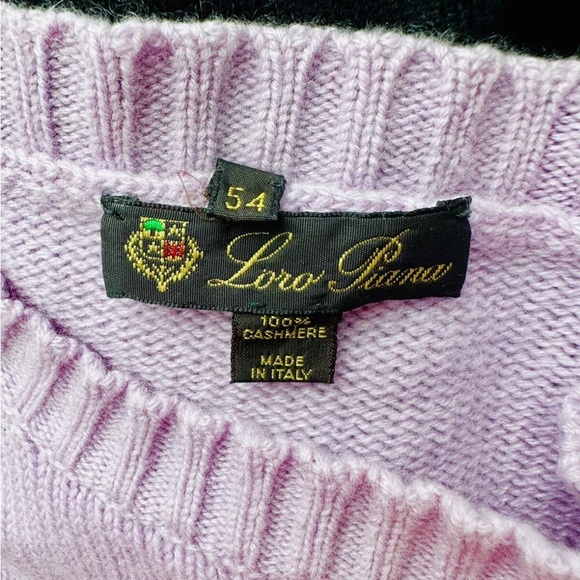 54
Loro Piana
100%
CASHMERE
MADE
IN ITALY